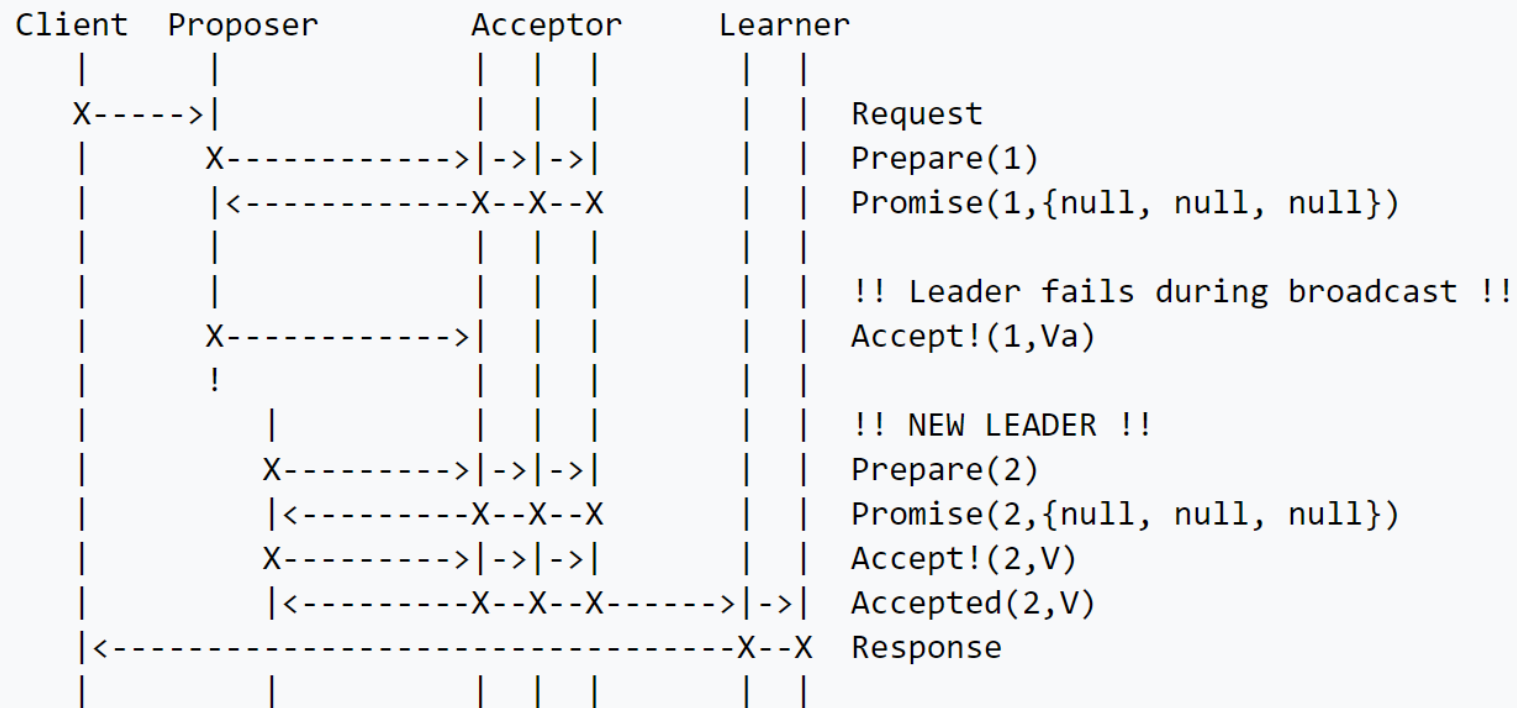 Client  Proposer        Acceptor     Learner
   |      |             |  |  |       |  |
   X----->|             |  |  |       |  |  Request
   |      X------------>|->|->|       |  |  Prepare(1)
   |      |<------------X--X--X       |  |  Promise(1,{null, null, null})
   |      |             |  |  |       |  |
   |      |             |  |  |       |  |  !! Leader fails during broadcast !!
   |      X------------>|  |  |       |  |  Accept!(1,Va)
   |      !             |  |  |       |  |
   |         |          |  |  |       |  |  !! NEW LEADER !!
   |         X--------->|->|->|       |  |  Prepare(2)
   |         |<---------X--X--X       |  |  Promise(2,{null, null, null})
   |         X--------->|->|->|       |  |  Accept!(2,V)
   |         |<---------X--X--X------>|->|  Accepted(2,V)
   |<---------------------------------X--X  Response
   |         |          |  |  |       |  |